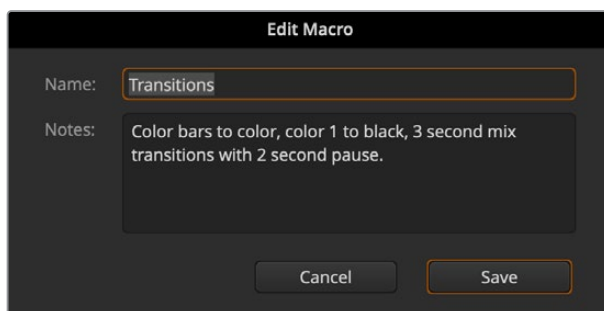 Edit Macro
Name: Transitions
Notes: Color bars to color, color 1 to black, 3 second mix
transitions with 2 second pause.
Cancel Save